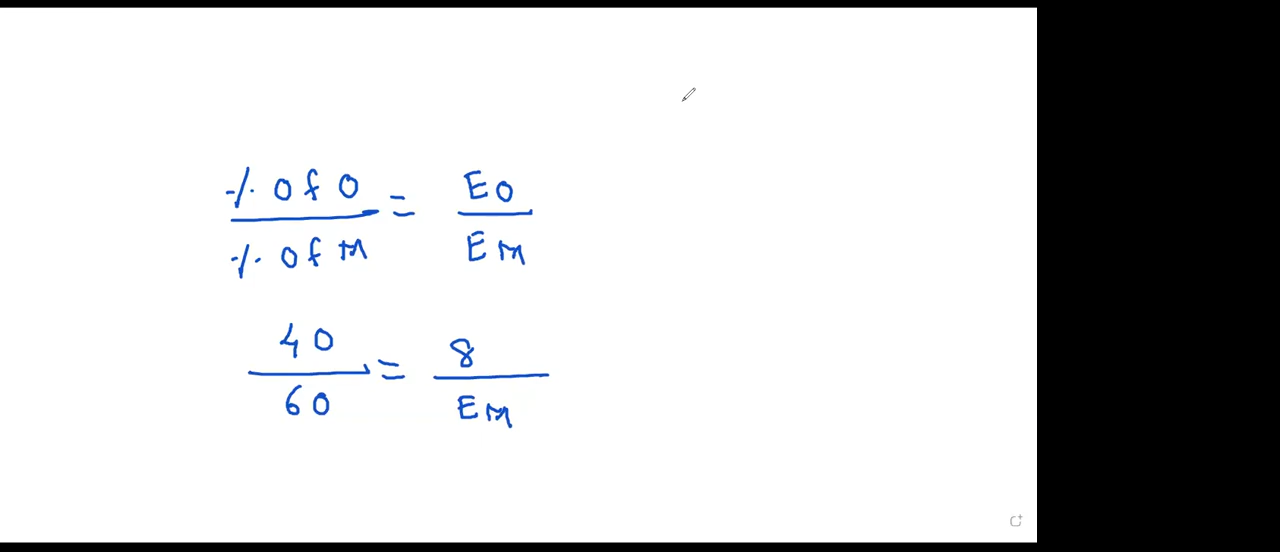 % of O = EO
% of M EM
40 = 8
60 EM